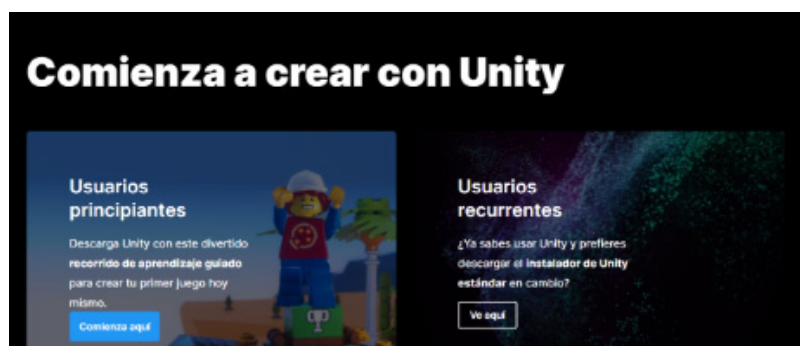 Comienza a crear con Unity
Usuarios
principiantes
Descarga Unity con este divertido
recorrido de aprendizaje guiado
para crear tu primer juego hoy
mismo.
Comienza aquí
Usuarios
recurrentes
¿Ya sabes usar Unity y prefieres
descargar el instalador de Unity
estándar en cambio?
Ve aquí